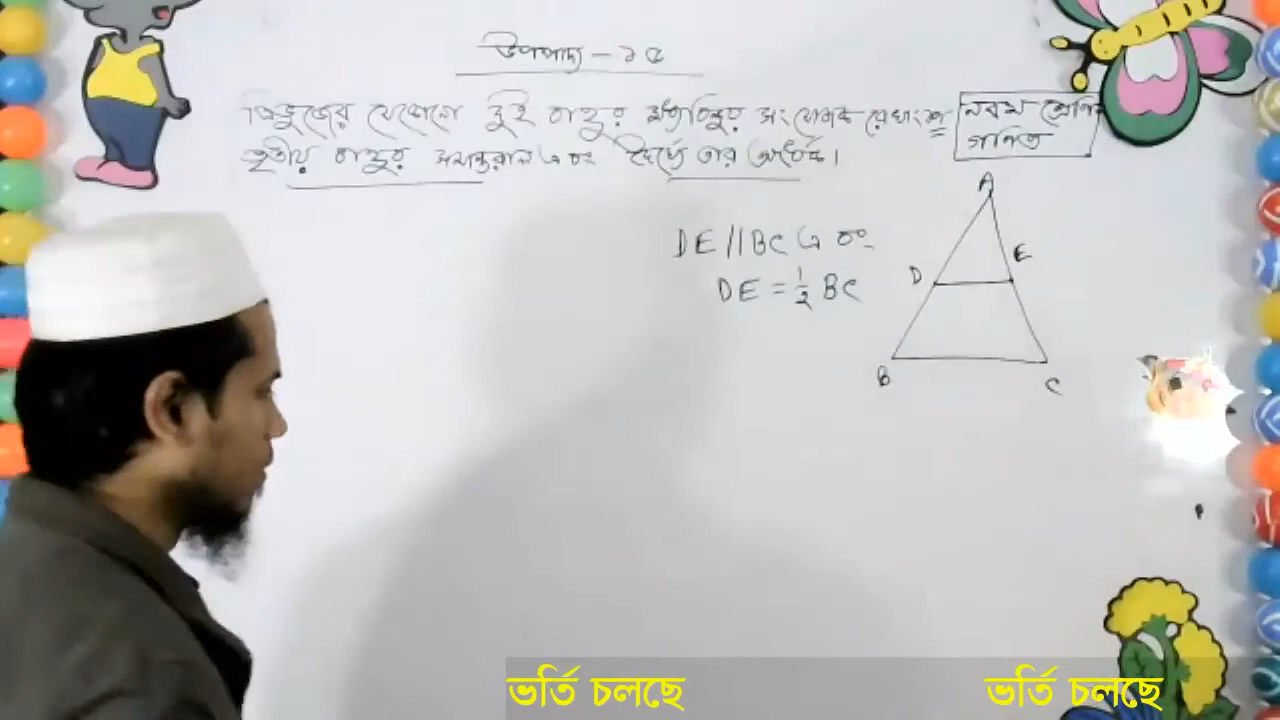 উপপাদ্য - ১৫
ত্রিভুজের যেকোনো দুই বাহুর মধ্যবিন্দুর সংযোজক রেখাংশ
তৃতীয় বাহুর সমান্তরাল এবং দৈর্ঘ্যে তার অর্ধেক।
নবম শ্রেণি
গণিত
DE || BC এবং
DE = 1/2 BC
A
D
E
B
C
ভর্তি চলছে
ভর্তি চলছে